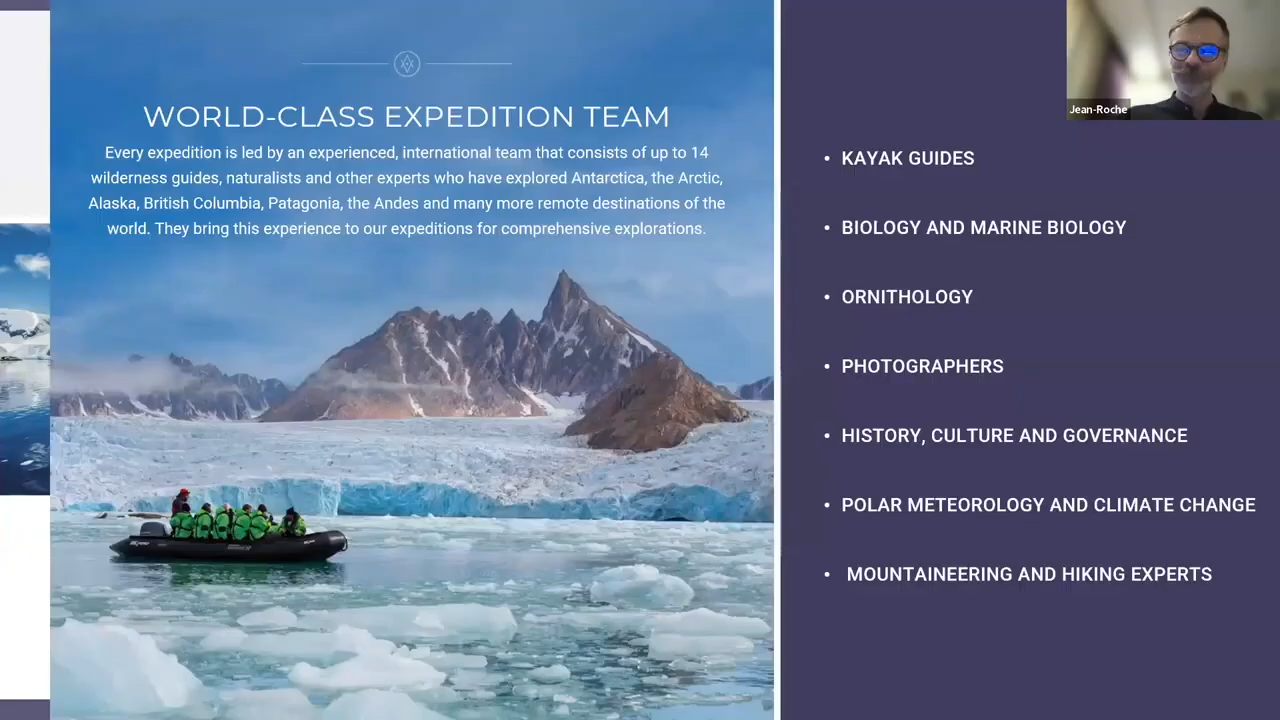 WORLD-CLASS EXPEDITION TEAM
Every expedition is led by an experienced, international team that consists of up to 14
wilderness guides, naturalists and other experts who have explored Antarctica, the Arctic,
Alaska, British Columbia, Patagonia, the Andes and many more remote destinations of the
world. They bring this experience to our expeditions for comprehensive explorations.
Jean-Roche
• KAYAK GUIDES
• BIOLOGY AND MARINE BIOLOGY
• ORNITHOLOGY
• PHOTOGRAPHERS
• HISTORY, CULTURE AND GOVERNANCE
• POLAR METEOROLOGY AND CLIMATE CHANGE
• MOUNTAINEERING AND HIKING EXPERTS